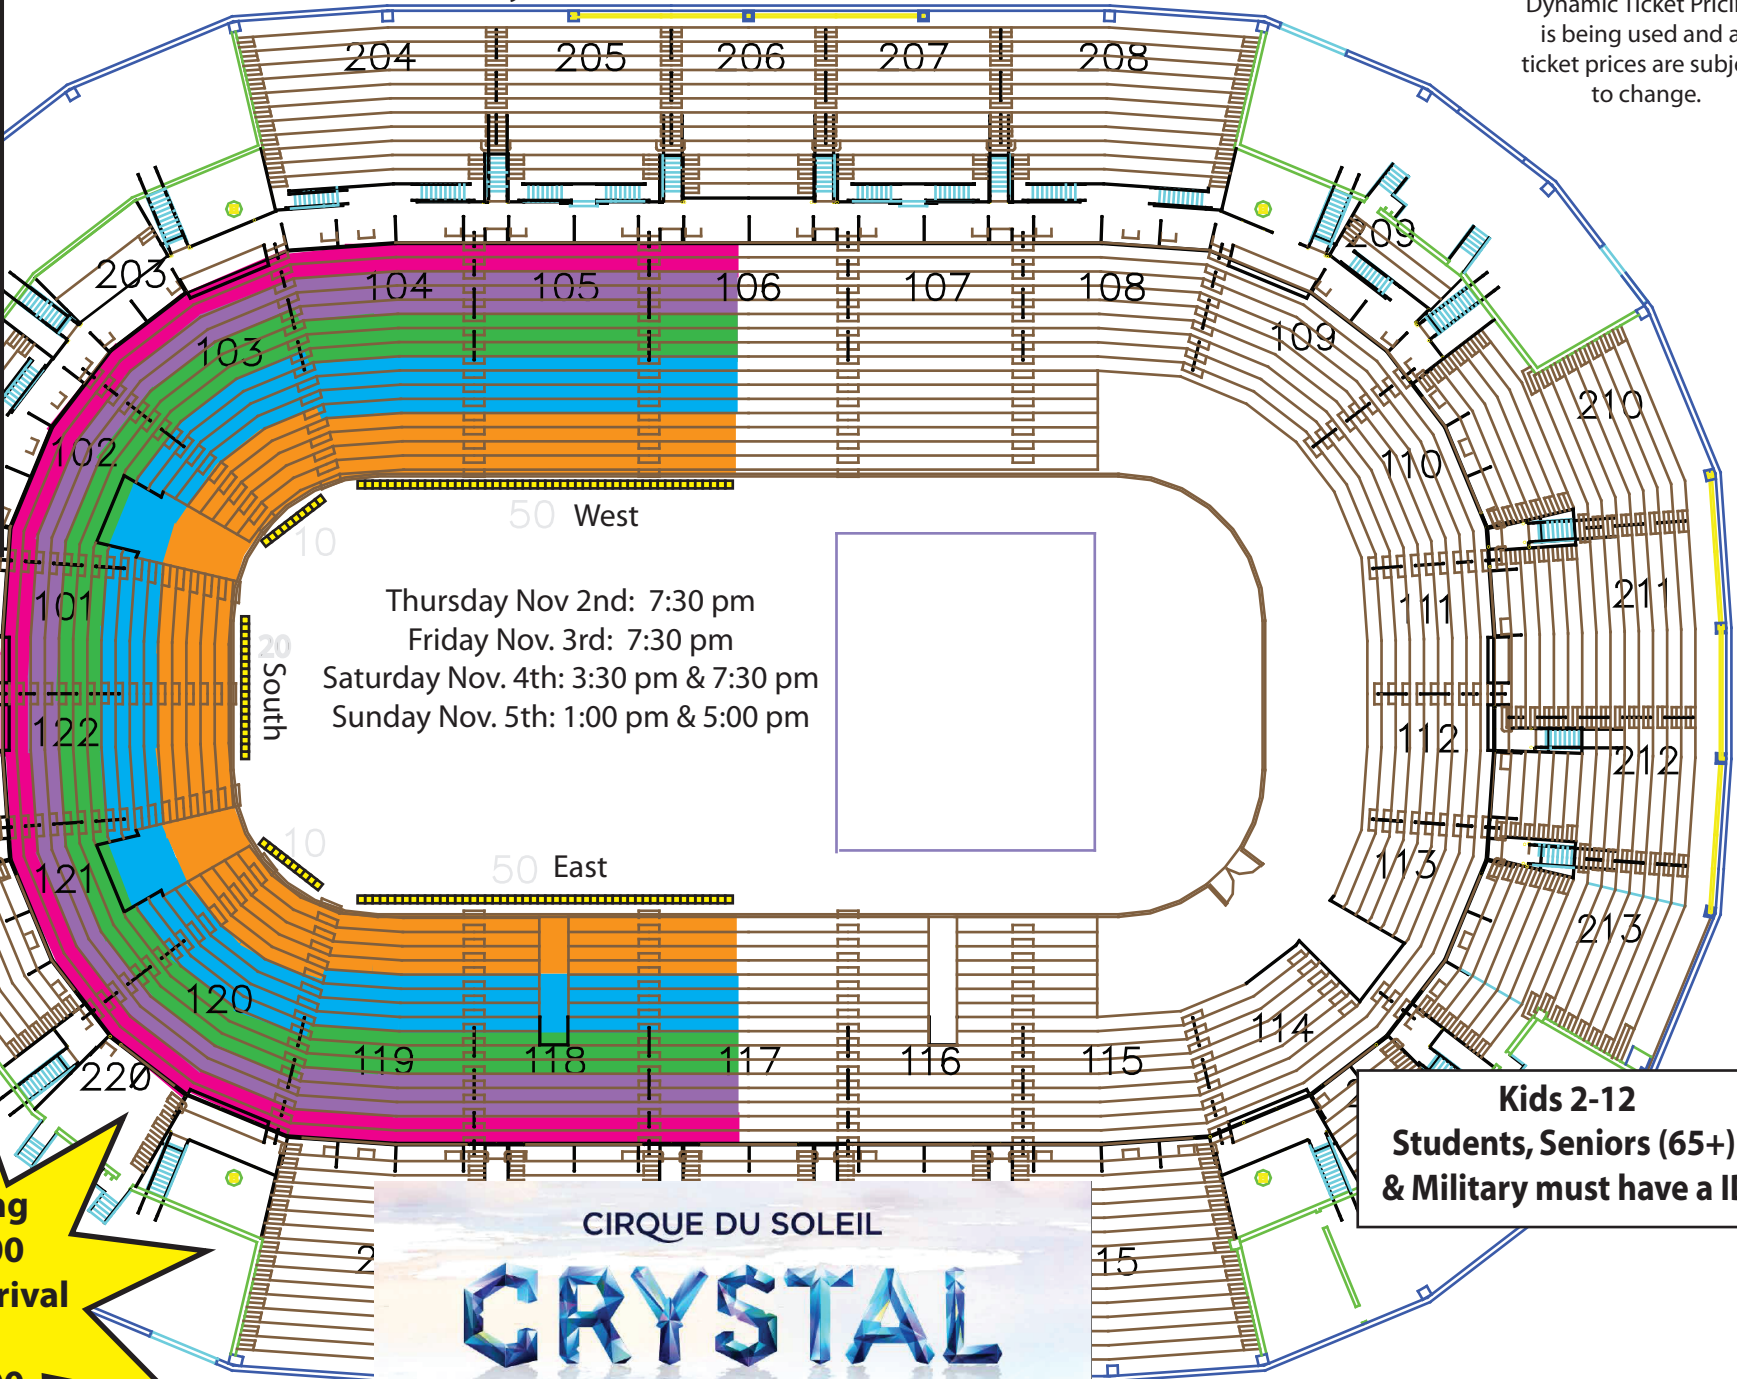 Dynamic Ticket
is being used and
ticket prices are
to change.
204
205
206
207
208
203
209
104
105
106
107
108
103
109
102
110
210
50 West
10
101
111
211
Thursday Nov 2nd: 7:30 pm
Friday Nov. 3rd: 7:30 pm
Saturday Nov. 4th: 3:30 pm & 7:30 pm
Sunday Nov. 5th: 1:00 pm & 5:00 pm
20
South
122
112
212
10
50 East
121
113
213
120
114
119
118
117
116
115
220
Kids 2-12
Students, Seniors (65+)
& Military must have a
CIRQUE DU SOLEIL
CRYSTAL